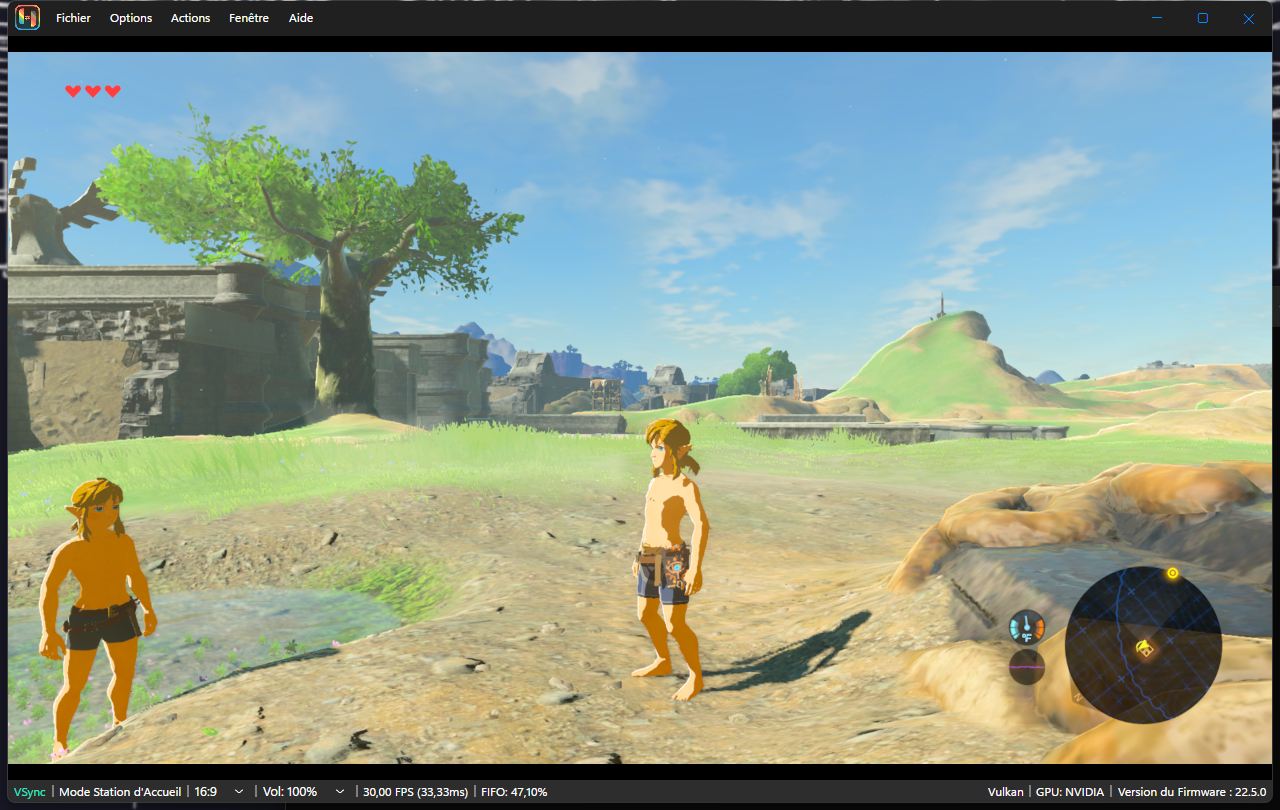 Fichier Options Actions Fenêtre Aide
°F
N
VSync | Mode Station d'Accueil | 16:9 | Vol: 100% | 30,00 FPS (33,33ms) | FIFO: 47,10% Vulkan | GPU: NVIDIA | Version du Firmware : 22.5.0